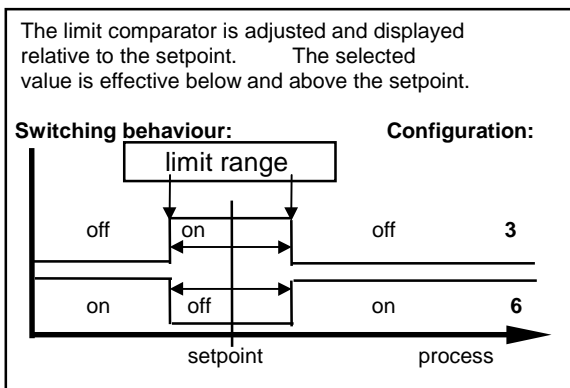 The limit comparator is adjusted and displayed
relative to the setpoint. The selected
value is effective below and above the setpoint.
Switching behaviour: Configuration:
limit range
off on off 3
on off on 6
setpoint process